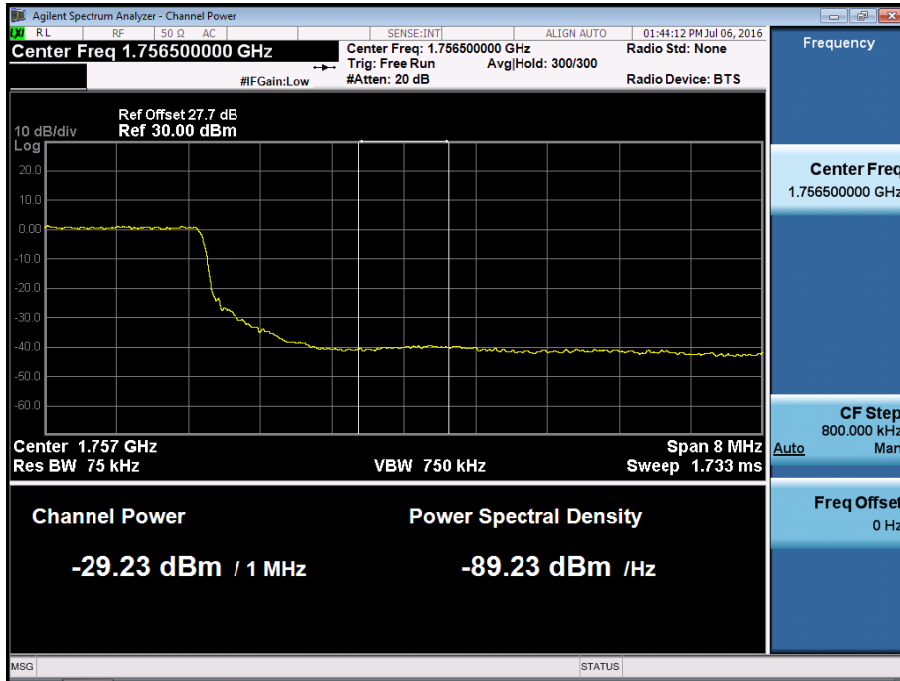 Agilent Spectrum Analyzer - Channel Power
LXI RL RF 50 Ω AC SENSE:INT ALIGN AUTO 01:44:12 PM Jul 06, 2016
Center Freq 1.756500000 GHz
Center Freq: 1.756500000 GHz
Radio Std: None
Trig: Free Run Avg|Hold: 300/300
#IFGain:Low #Atten: 20 dB Radio Device: BTS
Ref Offset 27.7 dB
10 dB/div Ref 30.00 dBm
Log
20.0
10.0
0.00
-10.0
-20.0
-30.0
-40.0
-50.0
-60.0
Center 1.757 GHz Span 8 MHz
Res BW 75 kHz VBW 750 kHz Sweep 1.733 ms
Channel Power Power Spectral Density
-29.23 dBm / 1 MHz -89.23 dBm /Hz
MSG STATUS
Frequency
Center Freq
1.756500000 GHz
CF Step
800.000 kHz
Auto Man
Freq Offset
0 Hz